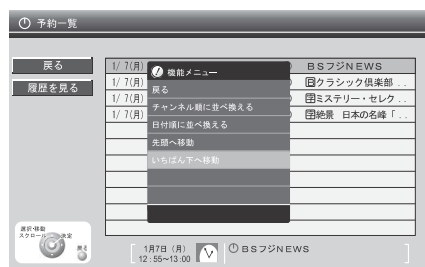 予約一覧
戻る
履歴を見る
1/ 7(月)
BSフジNEWS
1/ 7(月)
Bクラシック倶楽部 ‥
1/ 7(月)
字ミステリー・セレク‥
1/ 7(月)
字絶景 日本の名峰「‥
機能メニュー
戻る
チャンネル順に並べ換える
日付順に並べ換える
先頭へ移動
いちばん下へ移動
選択・移動
スクロール
決定
戻る
1月7日（月）
12:55~13:00
BSフジNEWS